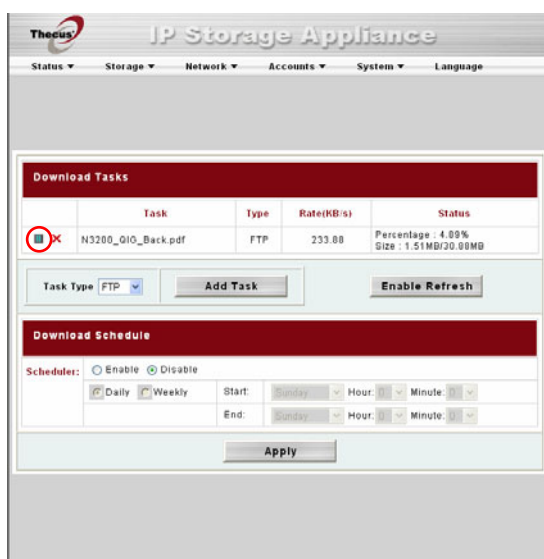 Thecus
IP Storage Appliance
Status Storage Network Accounts System Language
Download Tasks
Task Type Rate(KB/s) Status
N3200_QIG_Back.pdf FTP 233.88 Percentage : 4.89%
Size : 1.51MB/30.88MB
Task Type FTP Add Task Enable Refresh
Download Schedule
Scheduler: Enable Disable
Daily Weekly Start: Sunday Hour: 0 Minute: 0
End: Sunday Hour: 0 Minute: 0
Apply